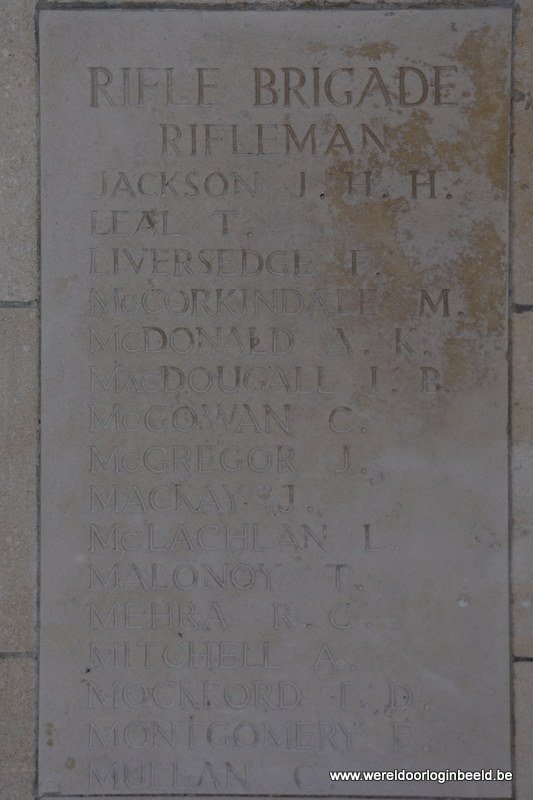 RIFLE BRIGADE
RIFLEMAN
JACKSON J. H. H.
LEAL T.
LIVERSEDGE F.
McCORKINDALE M.
McDONALD A. K.
MacDOUGALL J. B.
McGOWAN C.
McGREGOR J.
MACKAY J.
McLACHLAN L.
MALONOY T.
MEHRA R. C.
MITCHELL A.
MOCKFORD T. D.
MONTGOMERY E.
MULLAN C.
www.wereldoorloginbeeld.be